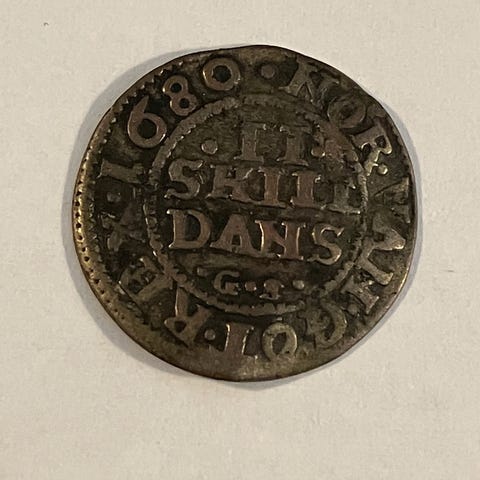 · II ·
SKILL
DANS
· G · S ·
· 1680 · NOR · VAN · GOT · REX ·